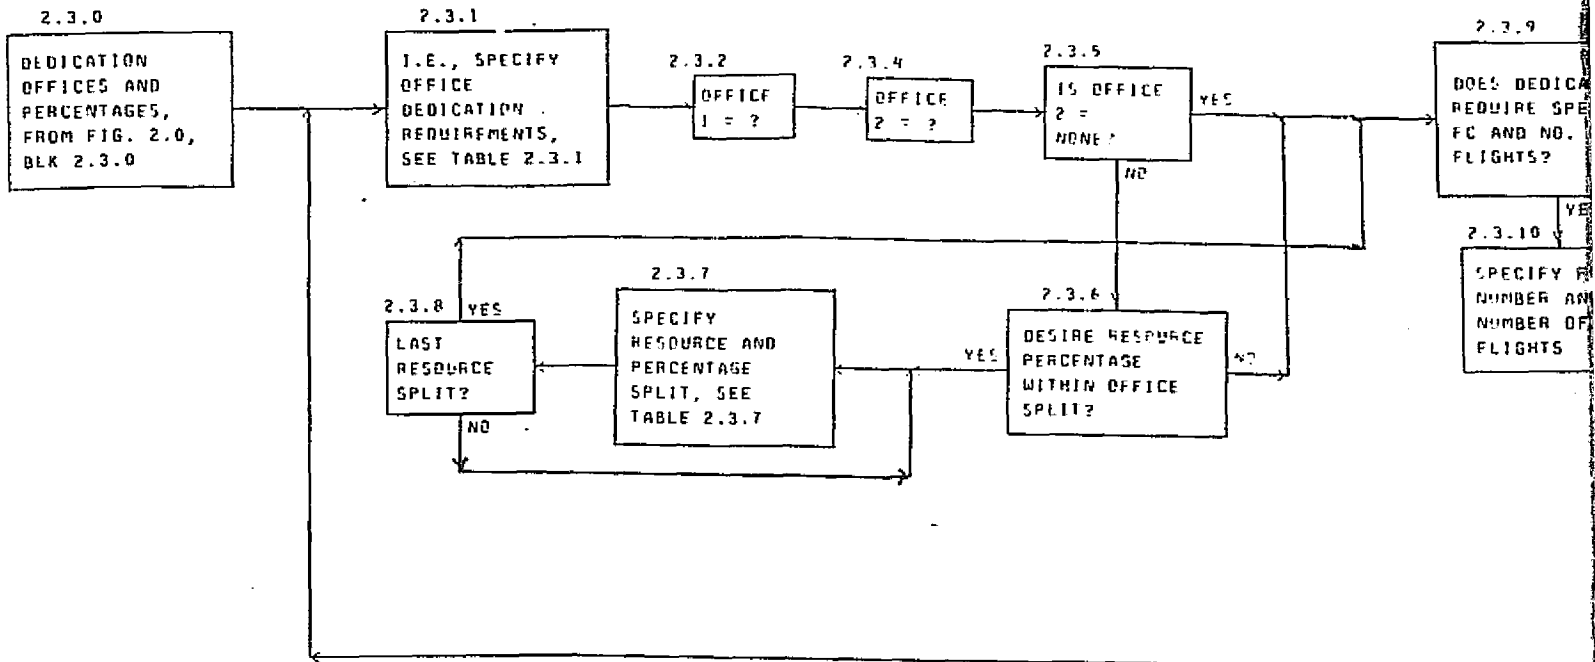 2.3.0
DEDICATION
OFFICES AND
PERCENTAGES,
FROM FIG. 2.0,
BLK 2.3.0
2.3.1
I.E., SPECIFY
OFFICE
DEDICATION
REQUIREMENTS,
SEE TABLE 2.3.1
2.3.2
OFFICE
1 = ?
2.3.4
OFFICE
2 = ?
2.3.5
IS OFFICE
2 =
NONE?
YES
NO
2.3.9
DOES DEDICA
REQUIRE SPE
FC AND NO.
FLIGHTS?
YE
2.3.10
SPECIFY
NUMBER AN
NUMBER OF
FLIGHTS
2.3.6
DESIRE RESOURCE
PERCENTAGE
WITHIN OFFICE
SPLIT?
YES
NO
2.3.7
SPECIFY
RESOURCE AND
PERCENTAGE
SPLIT, SEE
TABLE 2.3.7
2.3.8
LAST
RESOURCE
SPLIT?
YES
NO